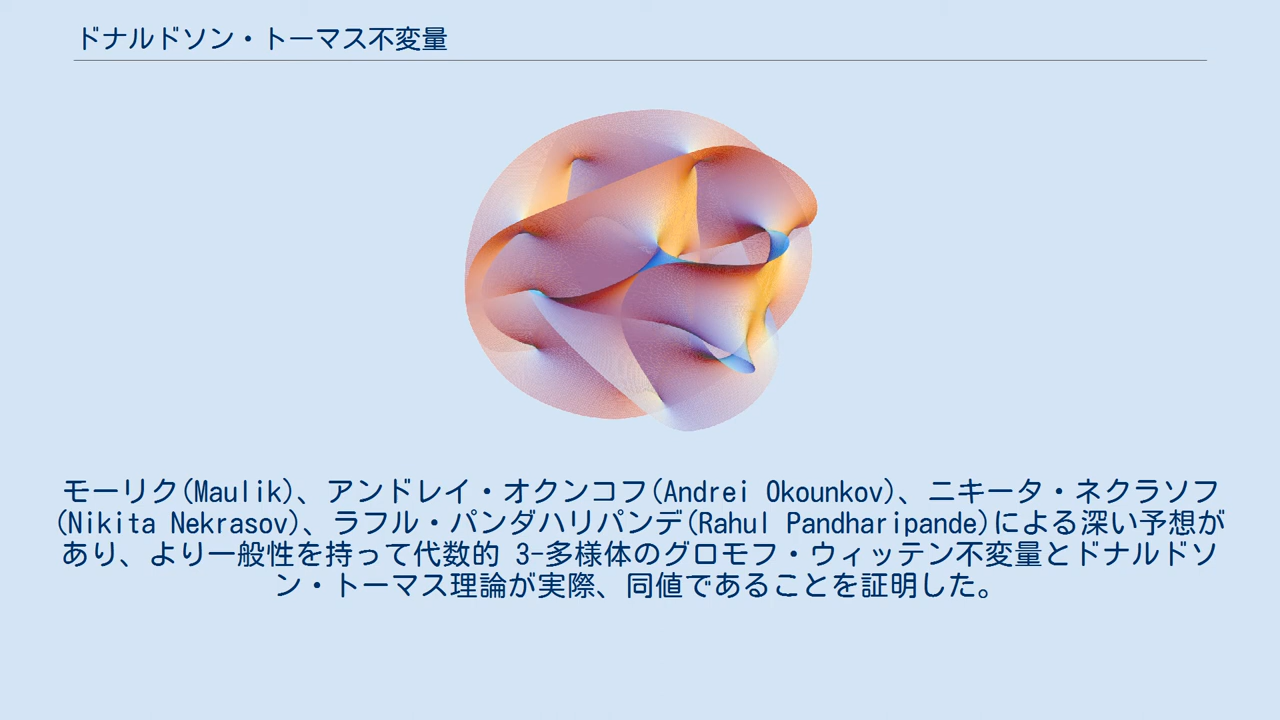 ドナルドソン・トーマス不変量
モーリク(Maulik)、アンドレイ・オクンコフ(Andrei Okounkov)、ニキータ・ネクラソフ
(Nikita Nekrasov)、ラフル・パンダハリパンデ(Rahul Pandharipande)による深い予想が
あり、より一般性を持って代数的 3-多様体のグロモフ・ウィッテン不変量とドナルドソ
ン・トーマス理論が実際、同値であることを証明した。